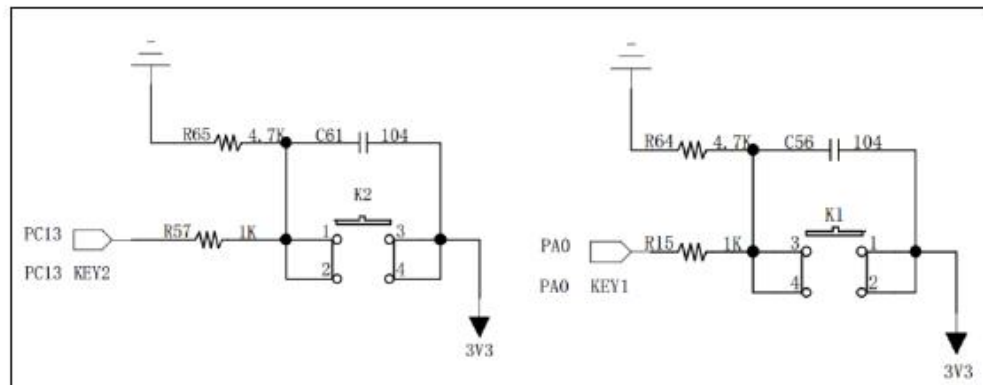 R65 4.7K C61 104
K2
PC13 R57 1K 1 3
PC13 KEY2 2 4
3V3
R64 4.7K C56 104
K1
PA0 R15 1K 3 1
PA0 KEY1 4 2
3V3